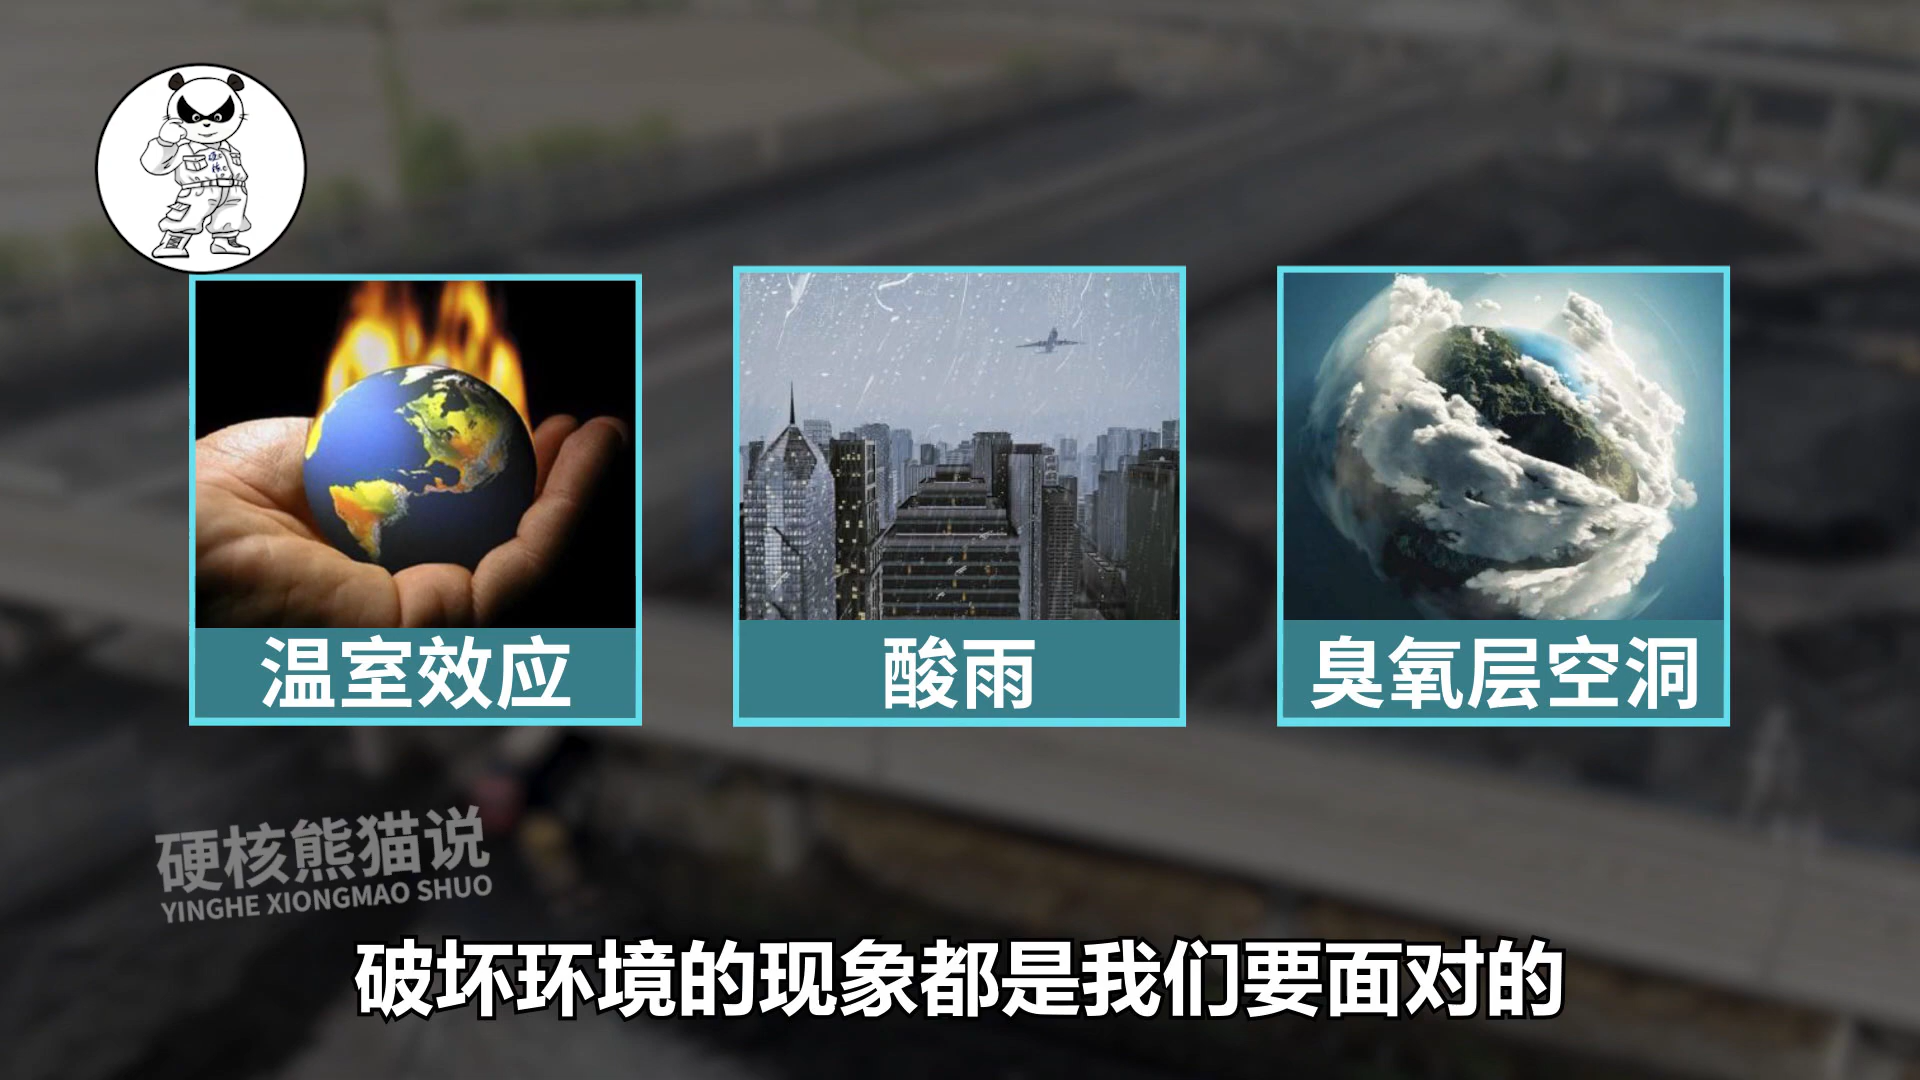 温室效应
酸雨
臭氧层空洞
硬核熊猫说
YINGHE XIONGMAO SHUO
破坏环境的现象都是我们要面对的